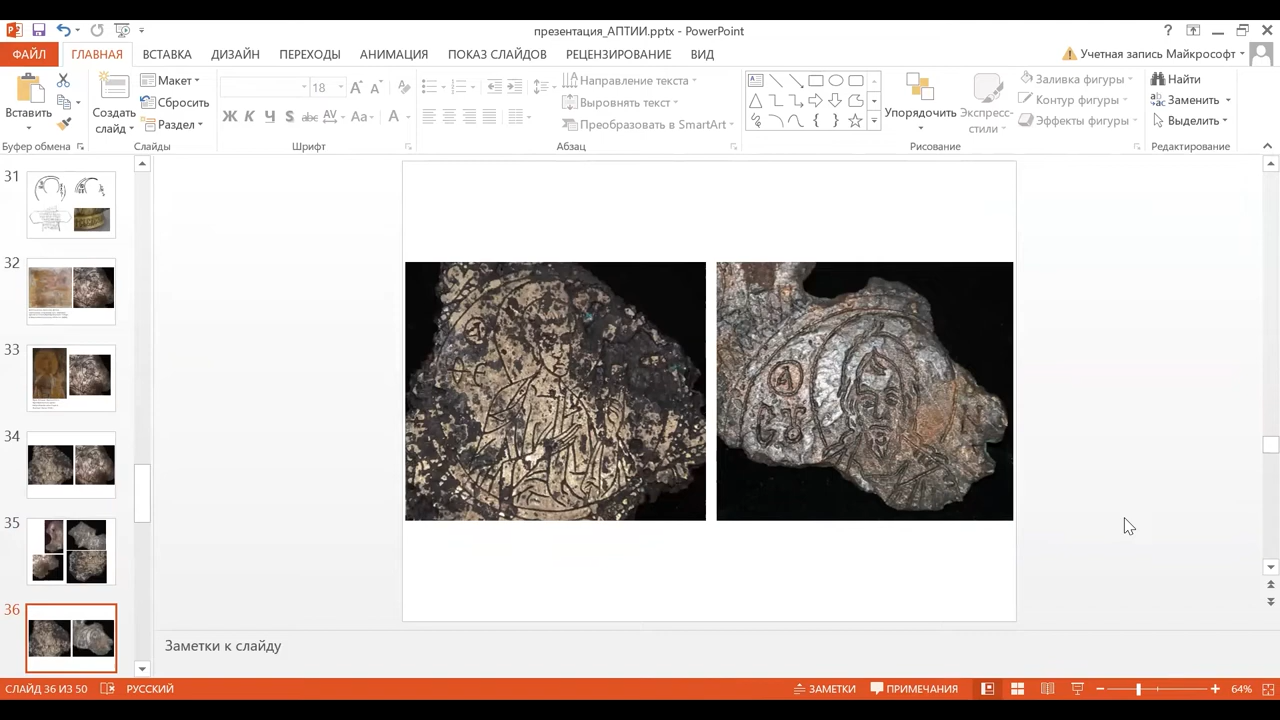 презентация_АПТИИ.pptx - PowerPoint
ФАЙЛ ГЛАВНАЯ ВСТАВКА ДИЗАЙН ПЕРЕХОДЫ АНИМАЦИЯ ПОКАЗ СЛАЙДОВ РЕЦЕНЗИРОВАНИЕ ВИД Учетная запись Майкрософт
Вставить
Буфер обмена
Создать слайд
Макет
Сбросить
Раздел
Слайды
18
Ж К Ч S abc AV Aa A
Шрифт
Направление текста
Выровнять текст
Преобразовать в SmartArt
Абзац
Упорядочить
Экспресс-стили
Заливка фигуры
Контур фигуры
Эффекты фигуры
Рисование
Найти
Заменить
Выделить
Редактирование
31
32
33
34
35
36
Заметки к слайду
СЛАЙД 36 ИЗ 50 РУССКИЙ ЗАМЕТКИ ПРИМЕЧАНИЯ 64%